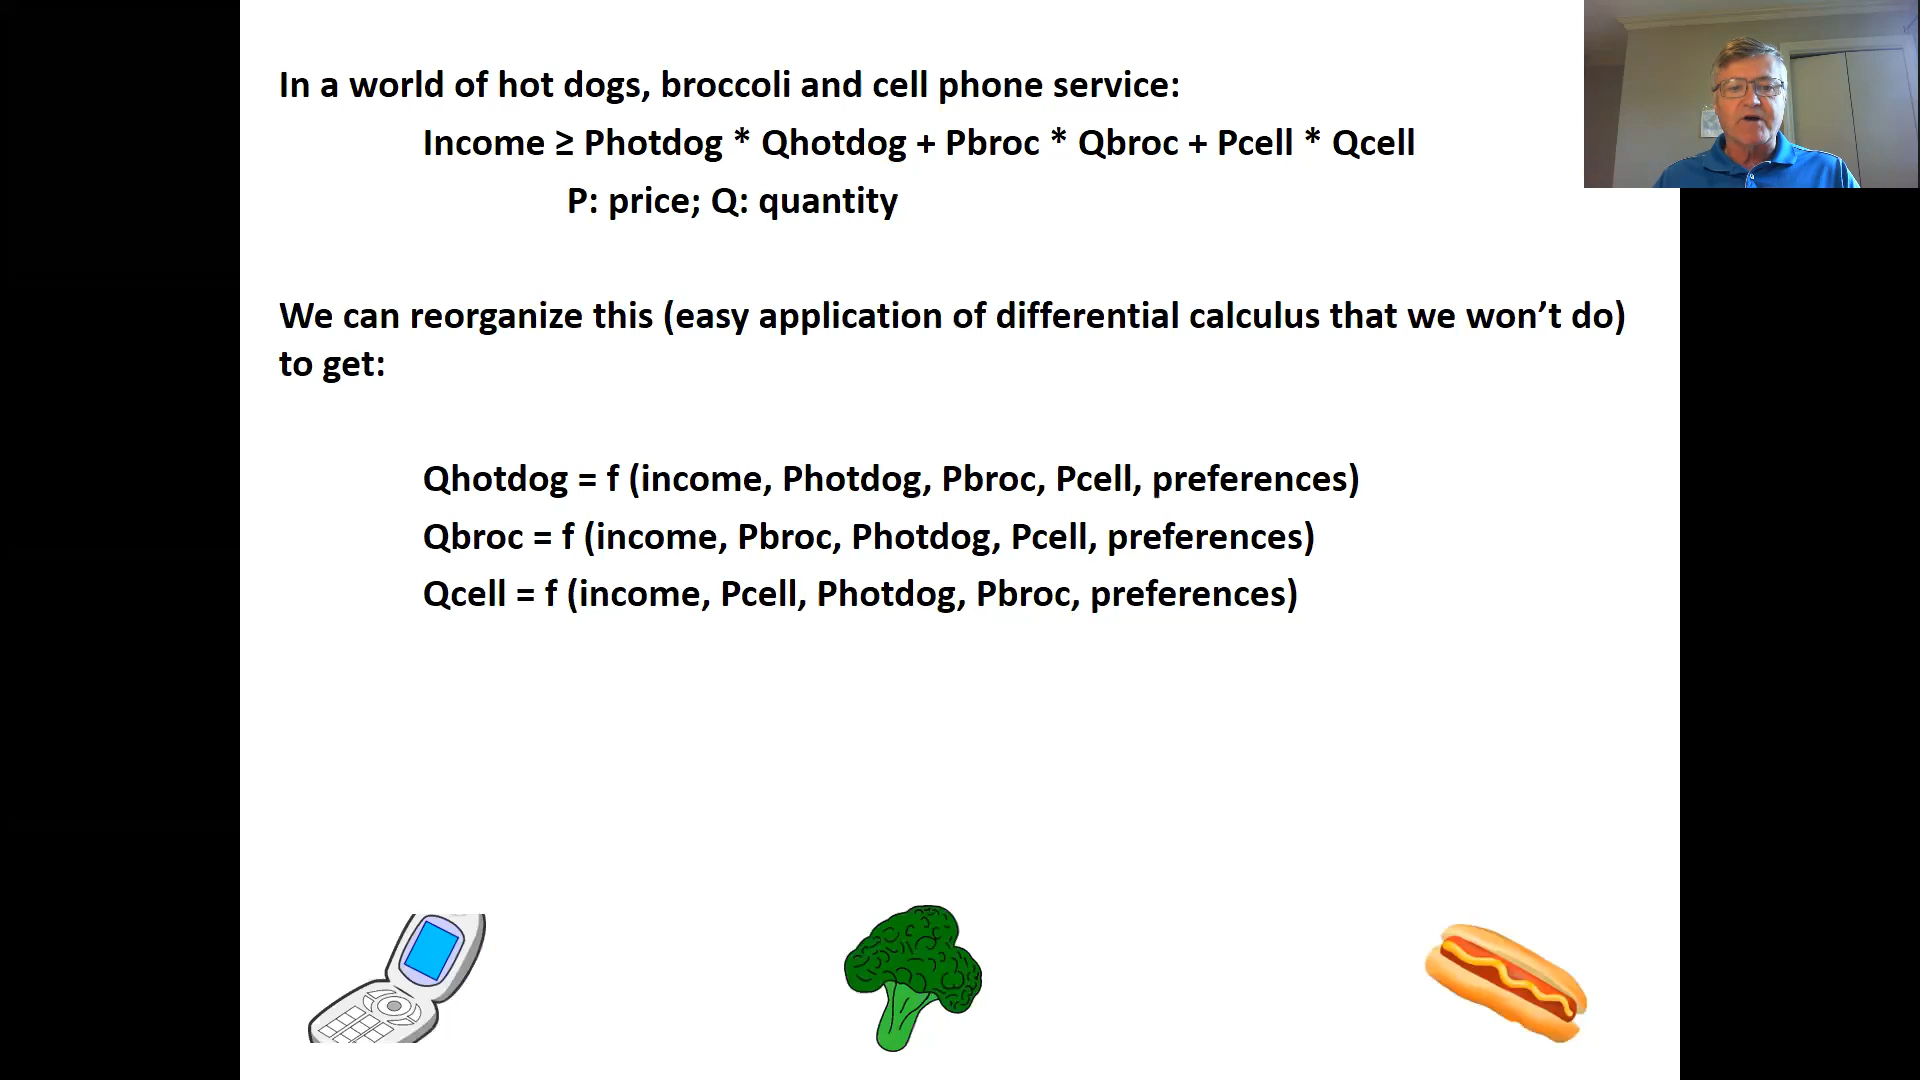 In a world of hot dogs, broccoli and cell phone service:
Income ≥ Photdog * Qhotdog + Pbroc * Qbroc + Pcell * Qcell
P: price; Q: quantity
We can reorganize this (easy application of differential calculus that we won’t do)
to get:
Qhotdog = f (income, Photdog, Pbroc, Pcell, preferences)
Qbroc = f (income, Pbroc, Photdog, Pcell, preferences)
Qcell = f (income, Pcell, Photdog, Pbroc, preferences)